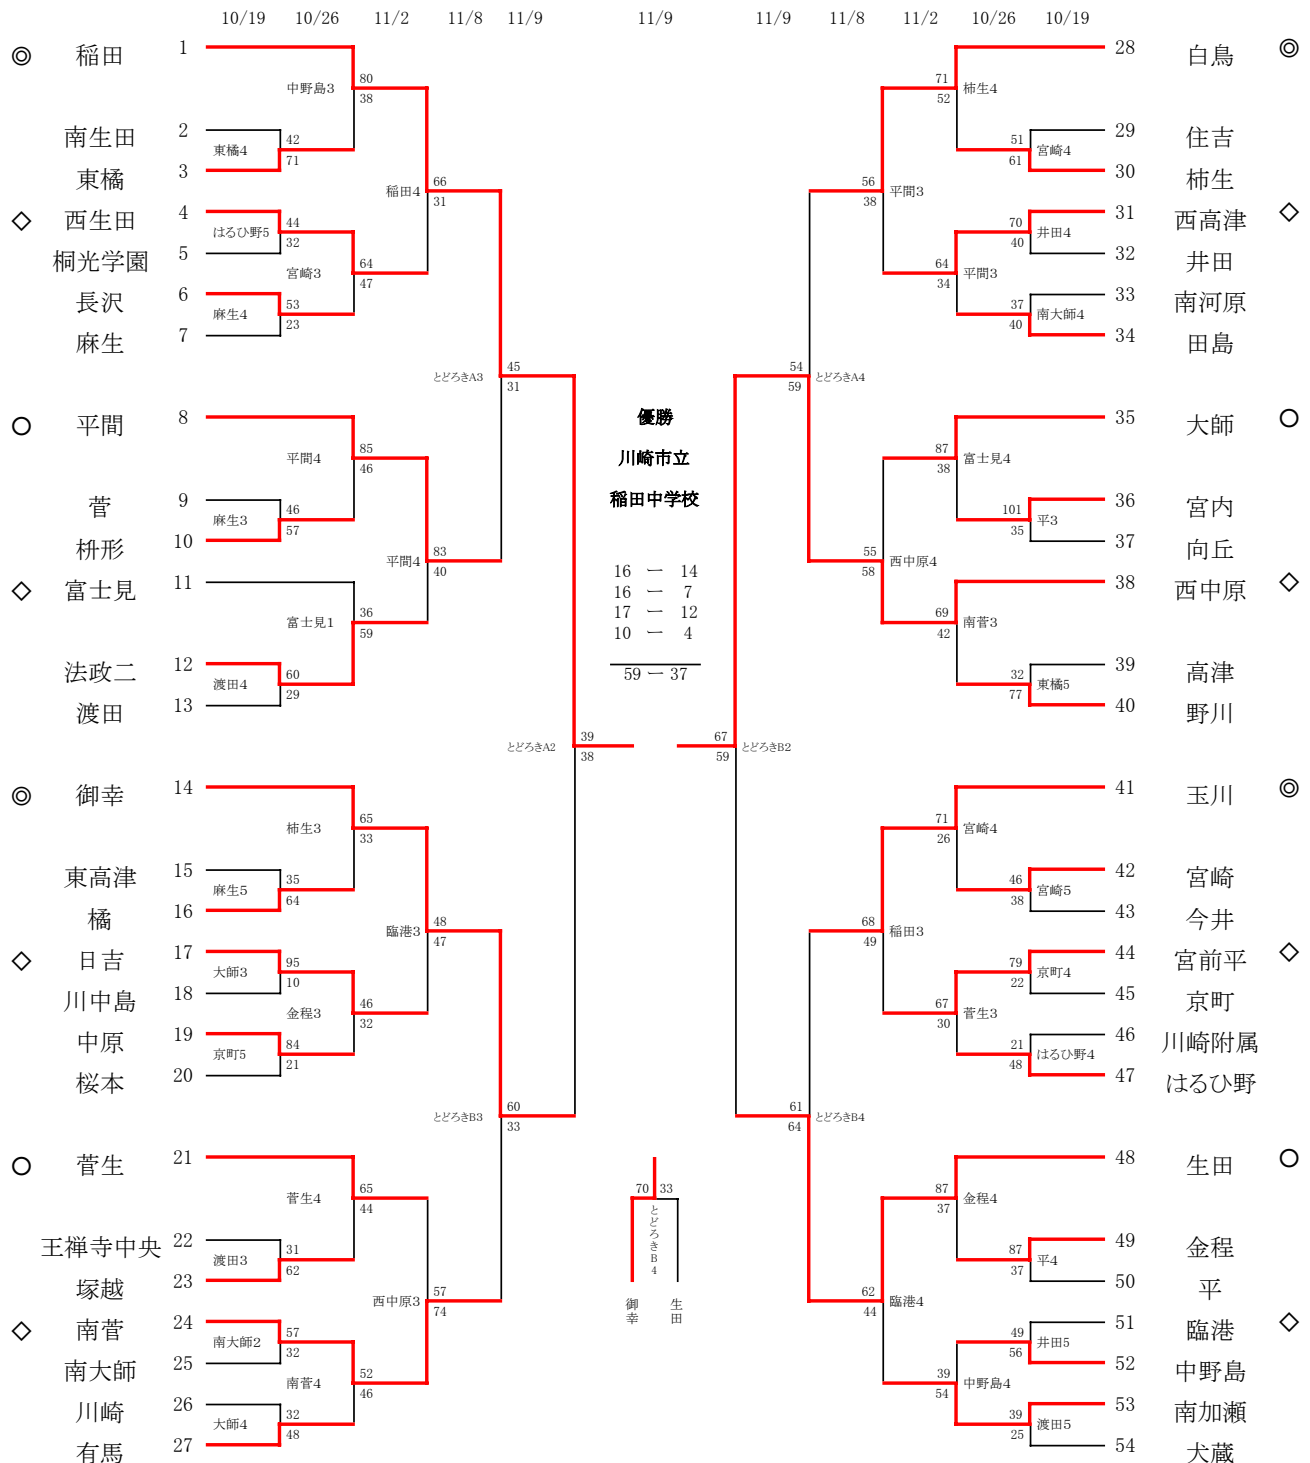 10/19 10/26 11/2 11/8 11/9 11/9 11/9 11/8 11/2 10/26 10/19
◎ 稲田 1
中野島3 80 38
南生田 2
東橘4 42 71
東橘 3
稲田4 66 31
◇ 西生田 4
はるひ野5 44 32
桐光学園 5
宮崎3 64 47
長沢 6
麻生4 53 23
麻生 7
とどろきA3 45 31
○ 平間 8
平間4 85 46
菅 9
麻生3 46 57
枡形 10
平間4 83 40
◇ 富士見 11
富士見1 36 59
法政二 12
渡田4 60 29
渡田 13
とどろきA2 39 38
◎ 御幸 14
柿生3 65 33
東高津 15
麻生5 35 64
橘 16
臨港3 48 47
◇ 日吉 17
大師3 95 10
川中島 18
金程3 46 32
中原 19
京町5 84 21
桜本 20
とどろきB3 60 33
○ 菅生 21
菅生4 65 44
王禅寺中央 22
渡田3 31 62
塚越 23
西中原3 57 74
◇ 南菅 24
南大師2 57 32
南大師 25
南菅4 52 46
川崎 26
大師4 32 48
有馬 27
優勝
川崎市立
稲田中学校
16 ー 14
16 ー 7
17 ー 12
10 ー 4
59 ー 37
70 33
とどろきB4
御幸 生田
28 白鳥 ◎
71 52 柿生4
29 住吉
51 61 宮崎4
30 柿生
56 38 平間3
31 西高津 ◇
70 40 井田4
32 井田
64 34 平間3
33 南河原
37 40 南大師4
34 田島
54 59 とどろきA4
35 大師 ○
87 38 富士見4
36 宮内
101 35 平3
37 向丘
55 58 西中原4
38 西中原 ◇
69 42 南菅3
39 高津
32 77 東橘5
40 野川
67 59 とどろきB2
41 玉川 ◎
71 26 宮崎4
42 宮崎
46 38 宮崎5
43 今井
68 49 稲田3
44 宮前平 ◇
79 22 京町4
45 京町
67 30 菅生3
46 川崎附属
21 48 はるひ野4
47 はるひ野
61 64 とどろきB4
48 生田 ○
87 37 金程4
49 金程
87 37 平4
50 平
62 44 臨港4
51 臨港 ◇
49 56 井田5
52 中野島
39 54 中野島4
53 南加瀬
39 25 渡田5
54 犬蔵